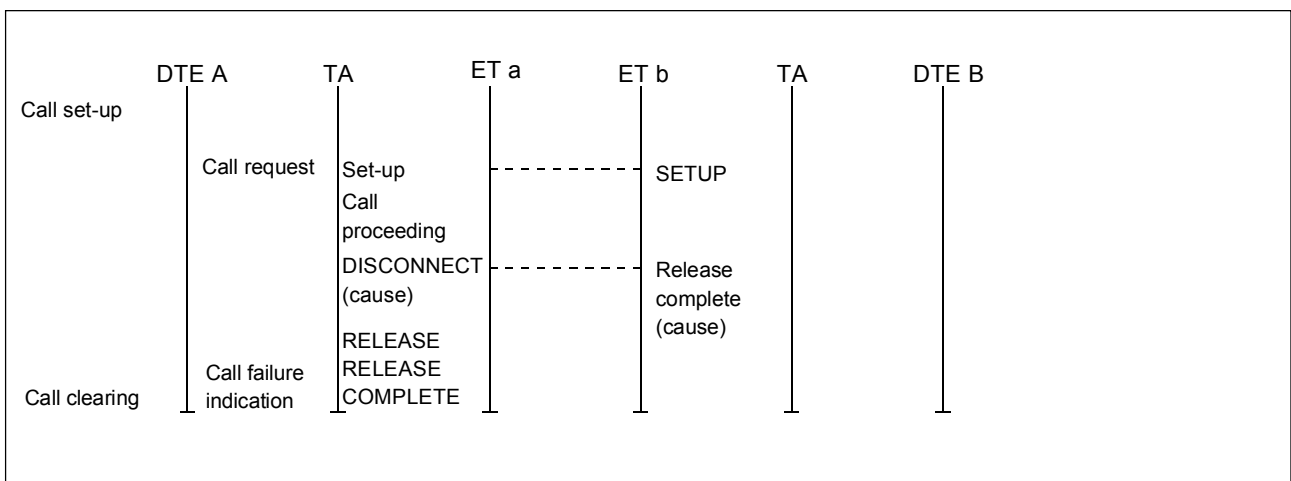 DTE A TA ET a ET b TA DTE B
Call set-up
Call request Set-up SETUP
Call
proceeding
DISCONNECT Release
(cause) complete
(cause)
RELEASE
Call failure RELEASE
Call clearing indication COMPLETE